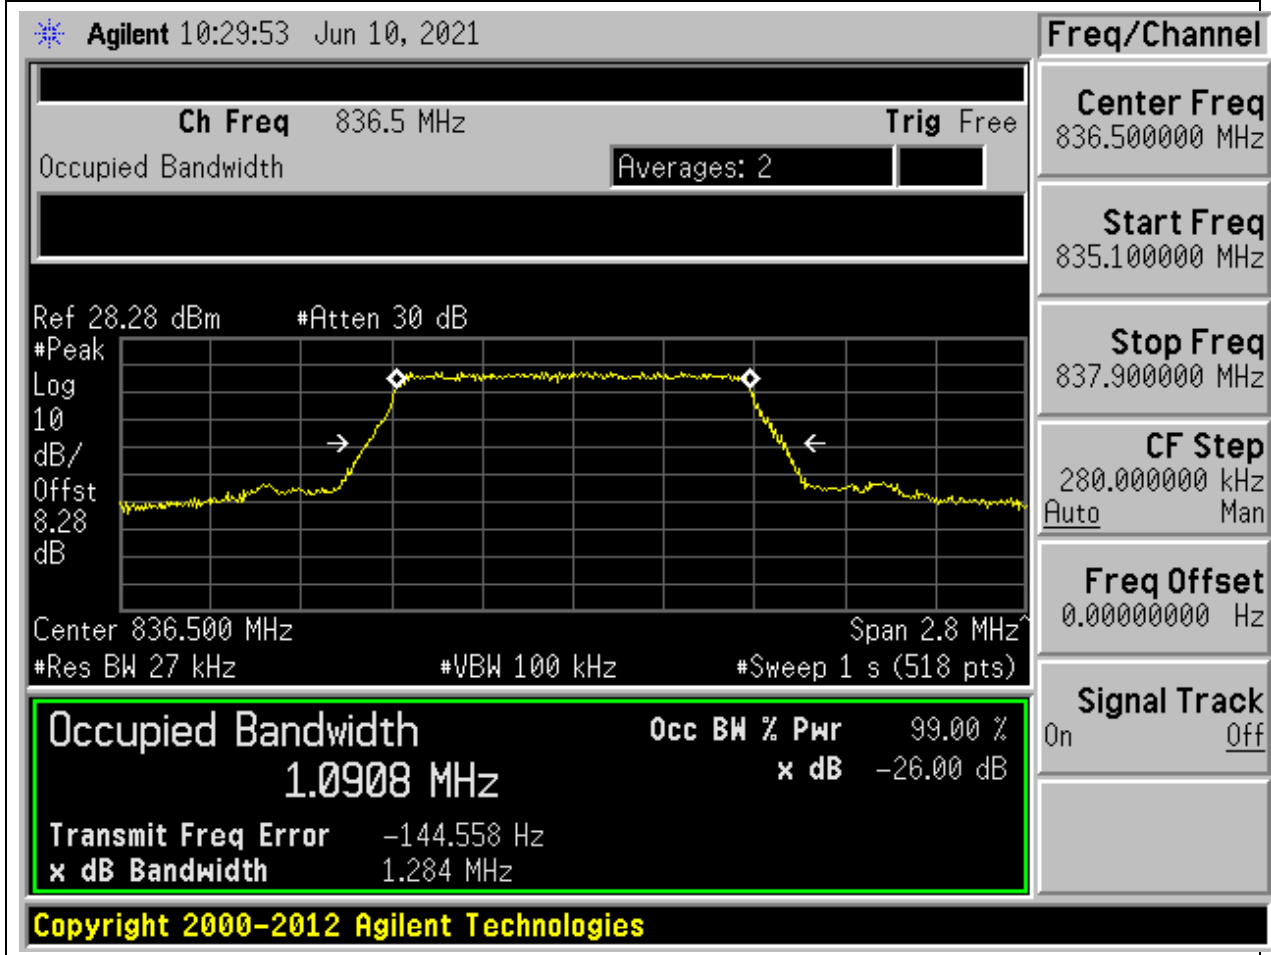 Agilent 10:29:53 Jun 10, 2021
Freq/Channel
Ch Freq 836.5 MHz Trig Free
Occupied Bandwidth Averages: 2
Center Freq
836.500000 MHz
Start Freq
835.100000 MHz
Stop Freq
837.900000 MHz
CF Step
280.000000 kHz
Auto Man
Freq Offset
0.00000000 Hz
Signal Track
On Off
Ref 28.28 dBm #Atten 30 dB
#Peak
Log
10
dB/
Offst
8.28
dB
Center 836.500 MHz Span 2.8 MHz^
#Res BW 27 kHz #VBW 100 kHz #Sweep 1 s (518 pts)
Occupied Bandwidth Occ BW % Pwr 99.00 %
1.0908 MHz x dB -26.00 dB
Transmit Freq Error -144.558 Hz
x dB Bandwidth 1.284 MHz
Copyright 2000-2012 Agilent Technologies